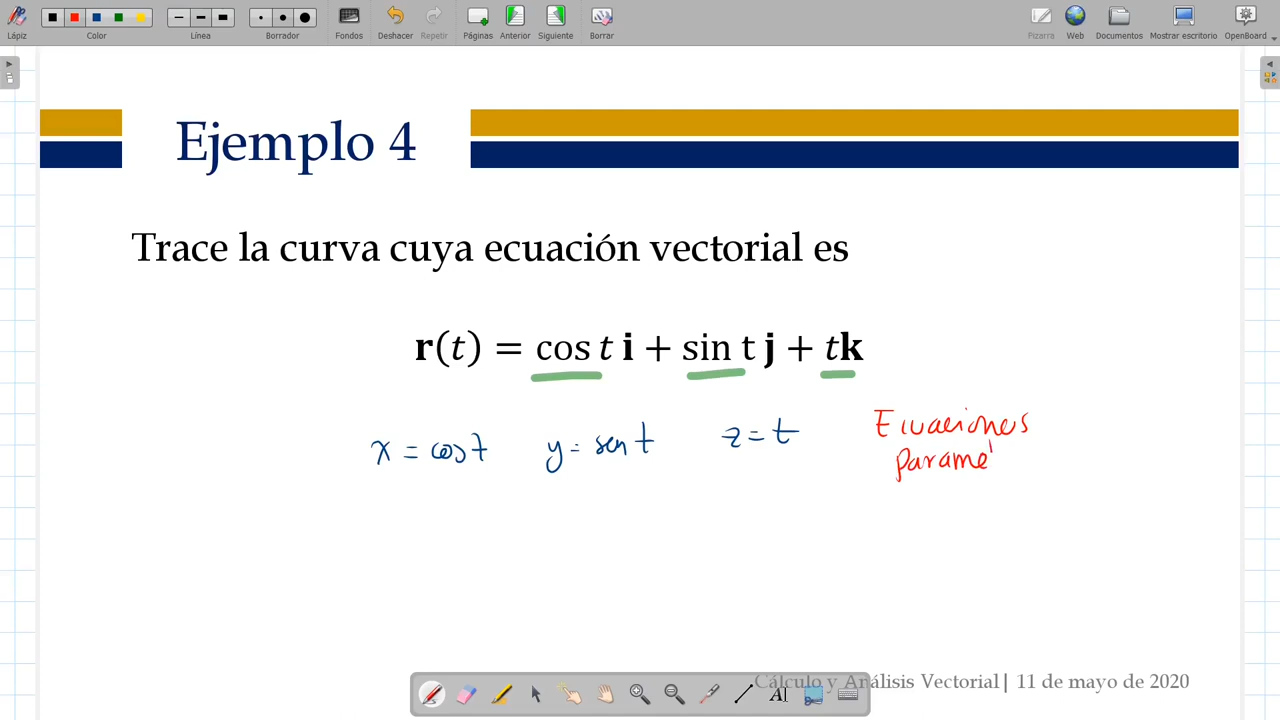 Lápiz Color Línea Borrador Fondos Deshacer Repetir Páginas Anterior Siguiente Borrar Pizarra Web Documentos Mostrar escritorio OpenBoard
Ejemplo 4
Trace la curva cuya ecuación vectorial es
r(t) = cos t i + sin t j + tk
x = cos t y = sen t z = t Ecuaciones
paramé
Cálculo y Análisis Vectorial| 11 de mayo de 2020